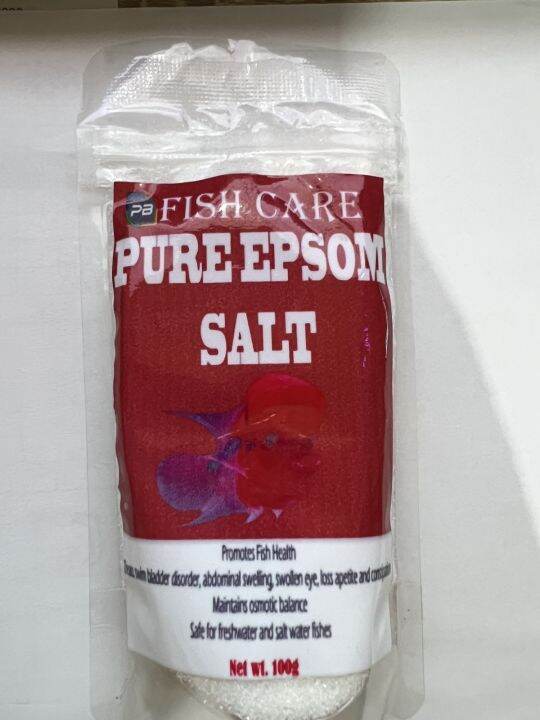 PB FISH CARE
PURE EPSOM
SALT
Promotes Fish Health
swim bladder disorder, abdominal swelling, swollen eye, loss apetite and
Maintains osmotic balance
Safe for freshwater and salt water fishes
Net wt. 100g